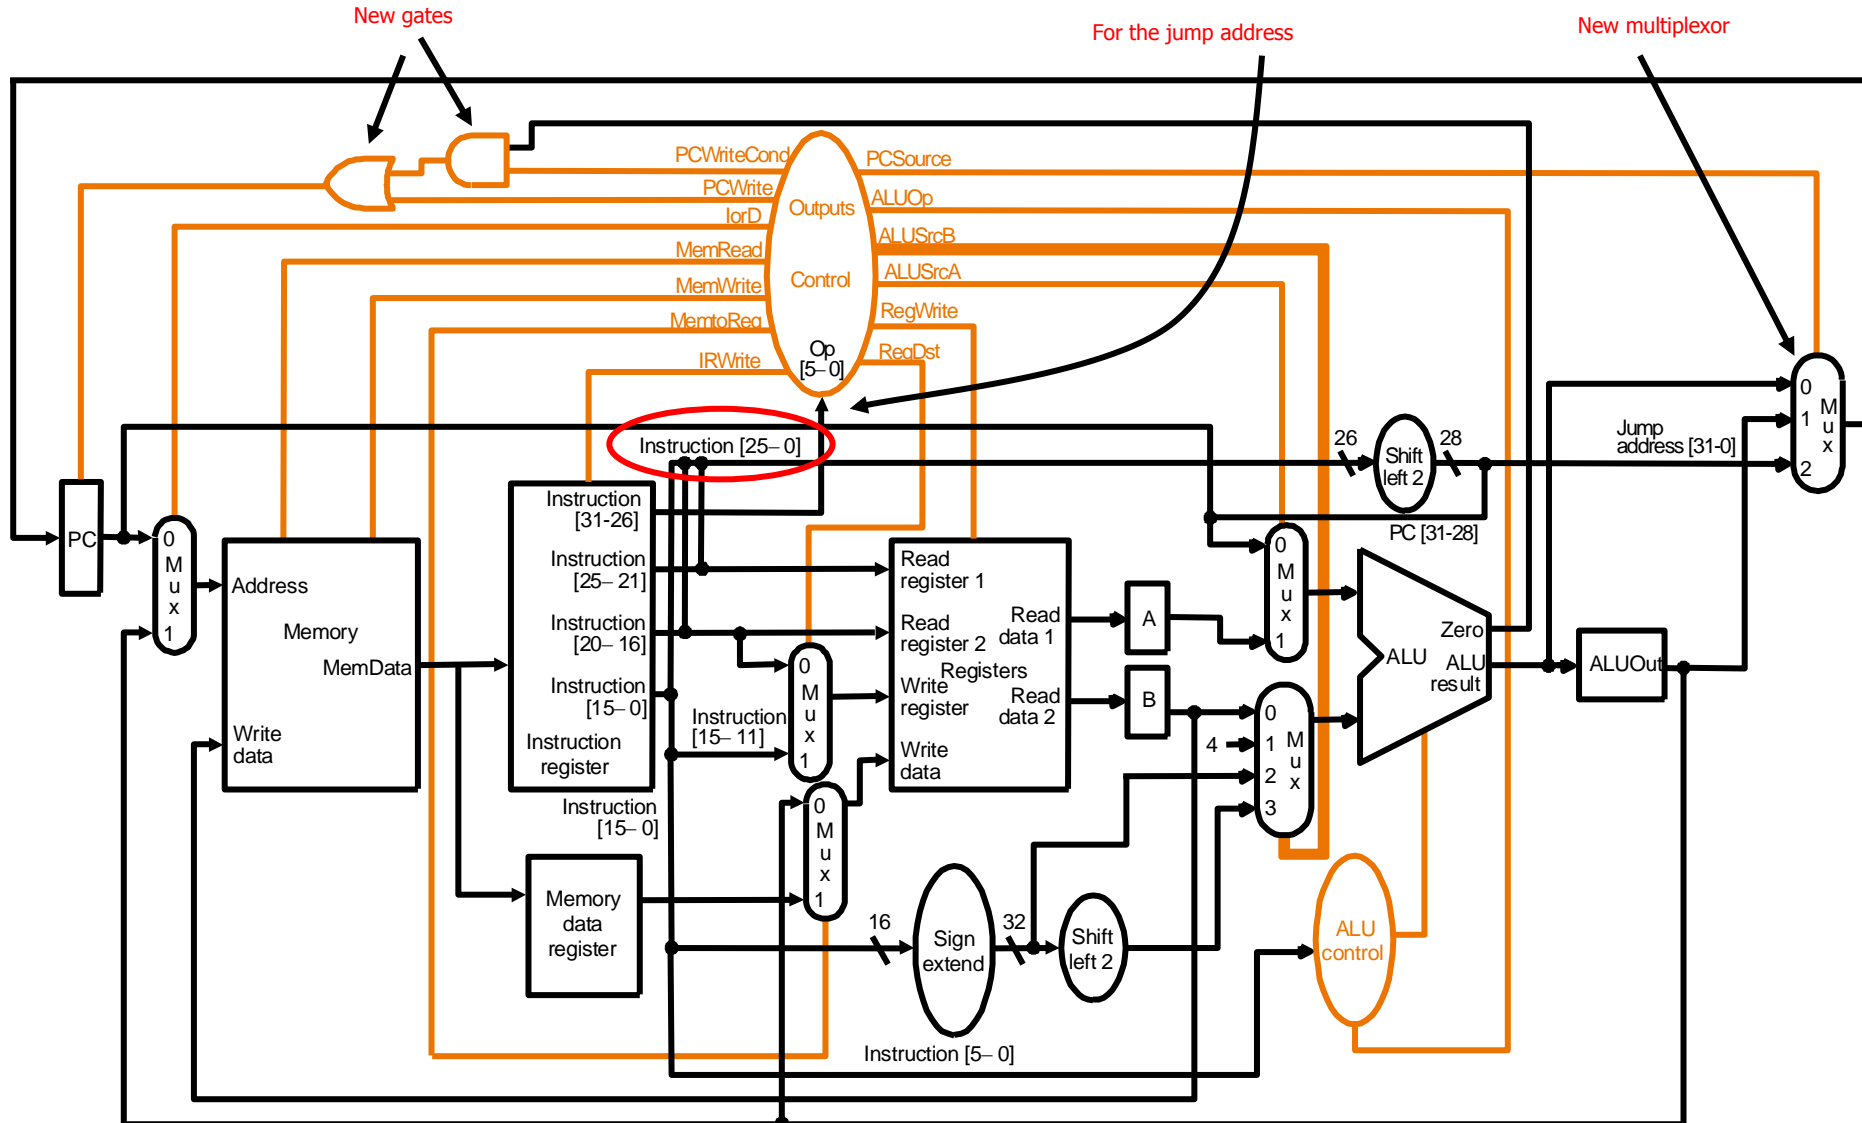 New gates
For the jump address
New multiplexor
PCWriteCond
PCSource
PCWrite
ALUOp
Outputs
IorD
ALUSrcB
MemRead
Control
ALUSrcA
MemWrite
RegWrite
MemtoReg
RegDst
IRWrite
Op
[5–0]
Instruction [25–0]
26
Shift
left 2
28
Jump
address [31-0]
0
1
2
M
u
x
PC [31-28]
PC
0
M
u
x
1
Address
Memory
MemData
Write
data
Instruction
[31-26]
Instruction
[25–21]
Instruction
[20–16]
Instruction
[15–0]
Instruction
register
Instruction
[15–11]
Instruction
[15–0]
0
M
u
x
1
0
M
u
x
1
Read
register 1
Read
register 2
Registers
Write
register
Write
data
Read
data 1
Read
data 2
A
B
4
0
M
u
x
1
0
1
2
3
M
u
x
Zero
ALU
ALU
result
ALUOut
Memory
data
register
16
Sign
extend
32
Shift
left 2
ALU
control
Instruction [5–0]